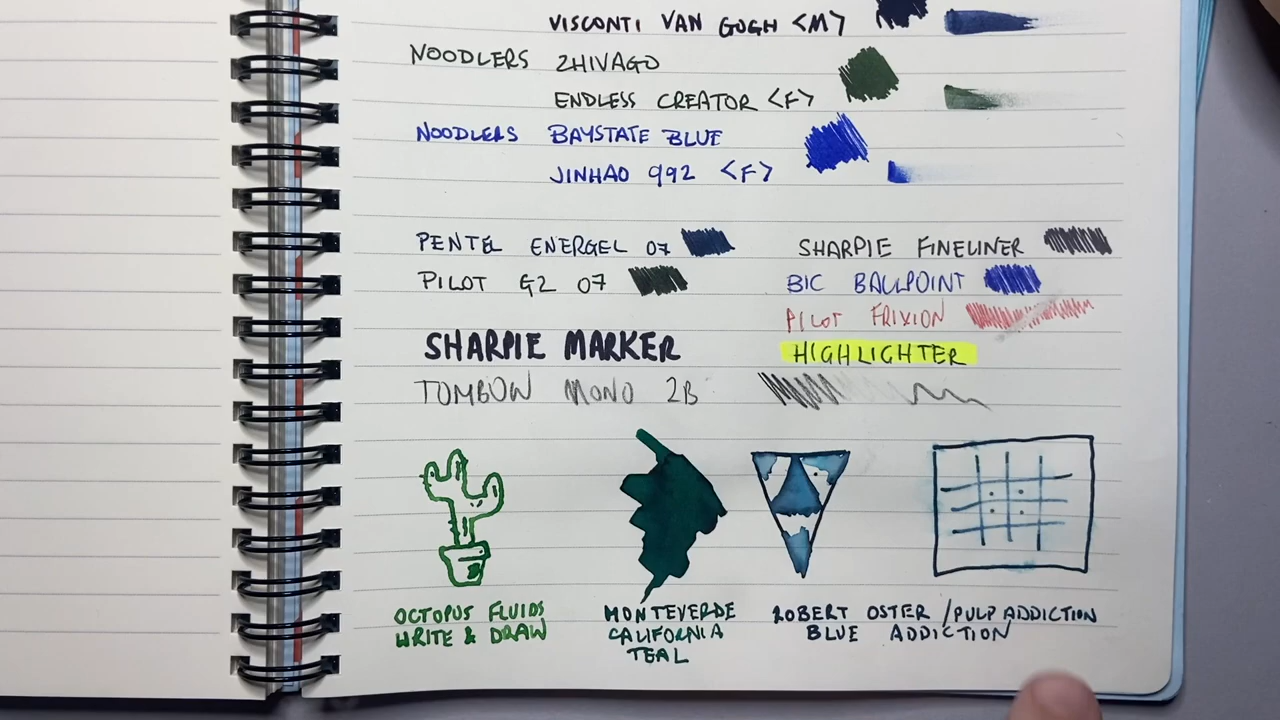 VISCONTI VAN GOGH <M>
NOODLERS ZHIVAGO
ENDLESS CREATOR <F>
NOODLERS BAYSTATE BLUE
JINHAO 992 <F>
PENTEL ENERGEL 07
SHARPIE FINELINER
PILOT G2 07
BIC BALLPOINT
PILOT FRIXION
SHARPIE MARKER
HIGHLIGHTER
TOMBOW MONO 2B
OCTOPUS FLUIDS
WRITE & DRAW
MONTEVERDE
CALIFORNIA
TEAL
ROBERT OSTER / PULP ADDICTION
BLUE ADDICTION